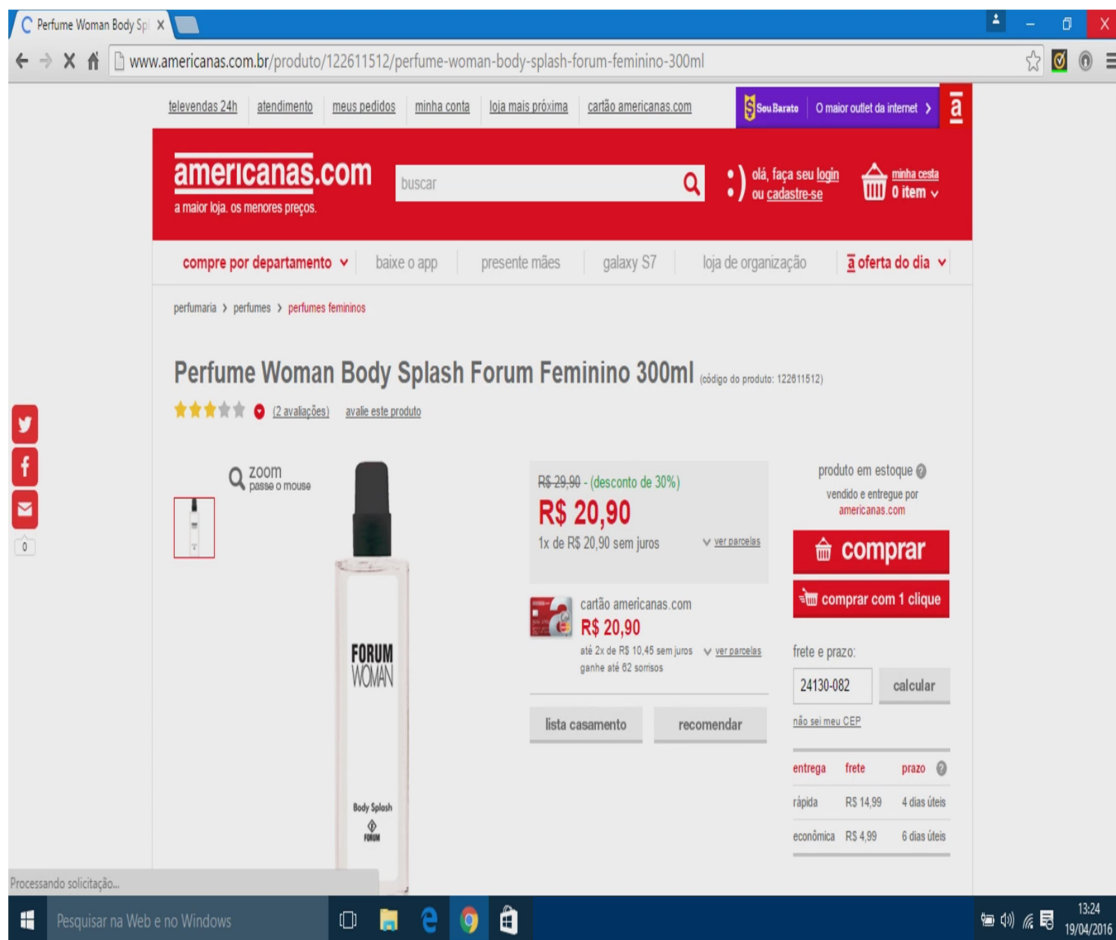 Perfume Woman Body Spl
www.americanas.com.br/produto/122611512/perfume-woman-body-splash-forum-feminino-300ml
televendas 24h atendimento meus pedidos minha conta loja mais próxima cartão americanas.com
Sou Barato O maior outlet da internet
americanas.com
a maior loja. os menores preços.
buscar
:) olá, faça seu login
ou cadastre-se
minha cesta
0 item
compre por departamento baixe o app presente mães galaxy S7 loja de organização a oferta do dia
perfumaria > perfumes > perfumes femininos
Perfume Woman Body Splash Forum Feminino 300ml (código do produto: 122611512)
(2 avaliações) avalie este produto
zoom
passe o mouse
FORUM
WOMAN
Body Splash
FORUM
R$ 29,90 - (desconto de 30%)
R$ 20,90
1x de R$ 20,90 sem juros ver parcelas
cartão americanas.com
R$ 20,90
até 2x de R$ 10,45 sem juros ver parcelas
ganhe até 62 sorrisos
lista casamento recomendar
produto em estoque ?
vendido e entregue por
americanas.com
comprar
comprar com 1 clique
frete e prazo:
24130-082 calcular
não sei meu CEP
entrega frete prazo ?
rápida R$ 14,99 4 dias úteis
econômica R$ 4,99 6 dias úteis
0
Processando solicitação...
Pesquisar na Web e no Windows
13:24
19/04/2016